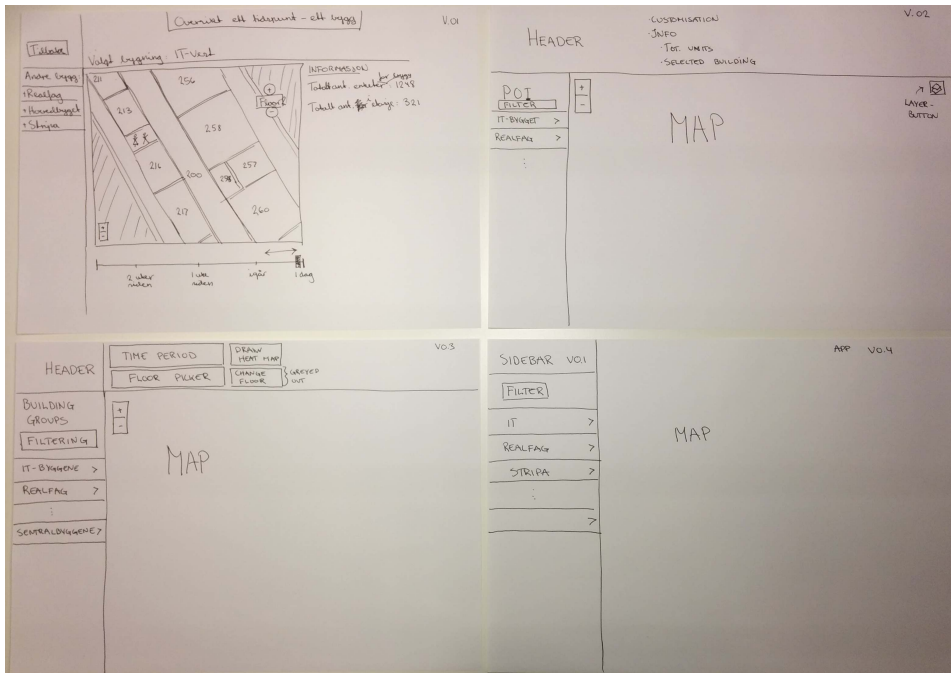 Oversikt ett tidspunkt - ett bygg
V.01
Tilbake
Valgt bygning: IT-Vest
Andre bygg:
+Realfag
+Hovedbygget
+Stripa
211
256
213
258
216
200
257
217
260
+
Floor
-
+
-
INFORMASJON
Totalt ant enheter for bygg: 1248
Totalt ant i etasje: 321
2 uker siden
1 uke siden
igår
I dag
V.02
HEADER
·CUSTOMISATION
·INFO
·TOT. UNITS
·SELECTED BUILDING
POI
FILTER
IT-BYGGET >
REALFAG >
+
-
MAP
LAYER-
BUTTON
V0.3
HEADER
TIME PERIOD
DRAW
HEAT MAP
FLOOR PICKER
CHANGE
FLOOR
GREYED
OUT
BUILDING
GROUPS
FILTERING
IT-BYGGENE >
REALFAG >
SENTRALBYGGENE >
+
-
MAP
SIDEBAR V0.1
APP V0.4
FILTER
IT >
REALFAG >
STRIPA >
>
MAP